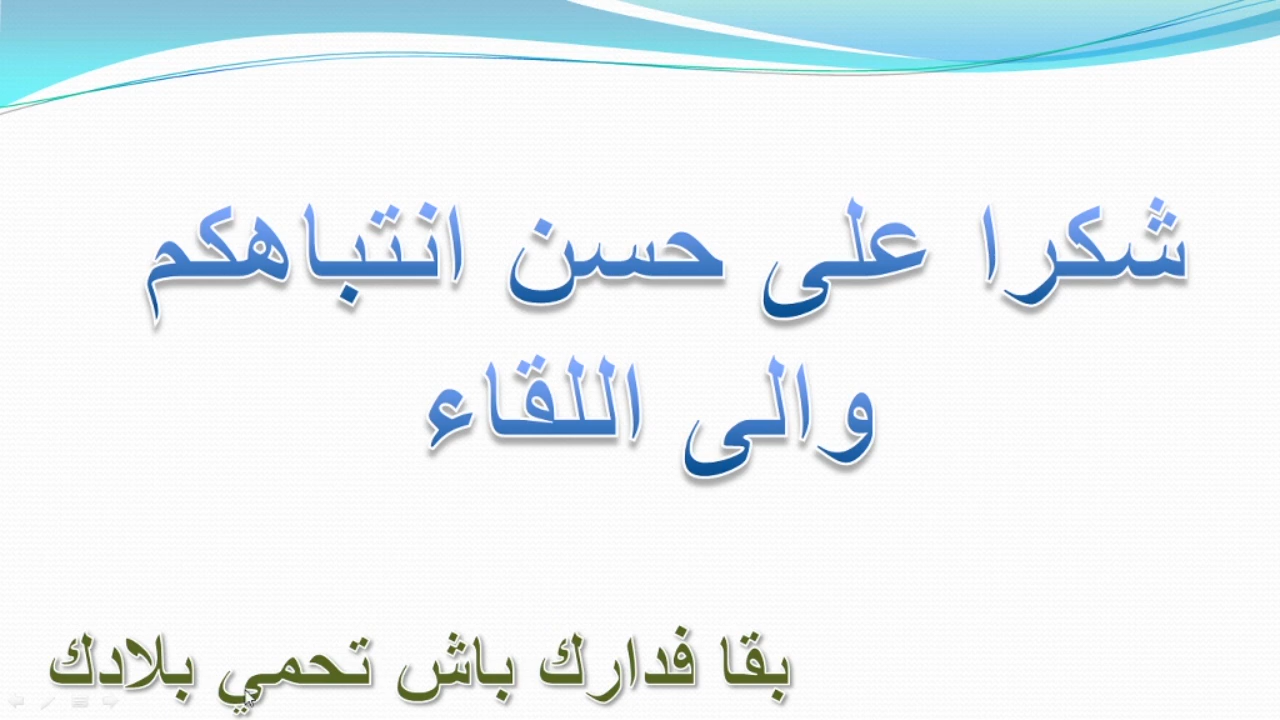 شكرا على حسن انتباهكم
والى اللقاء
بقا فدارك باش تحمي بلادك